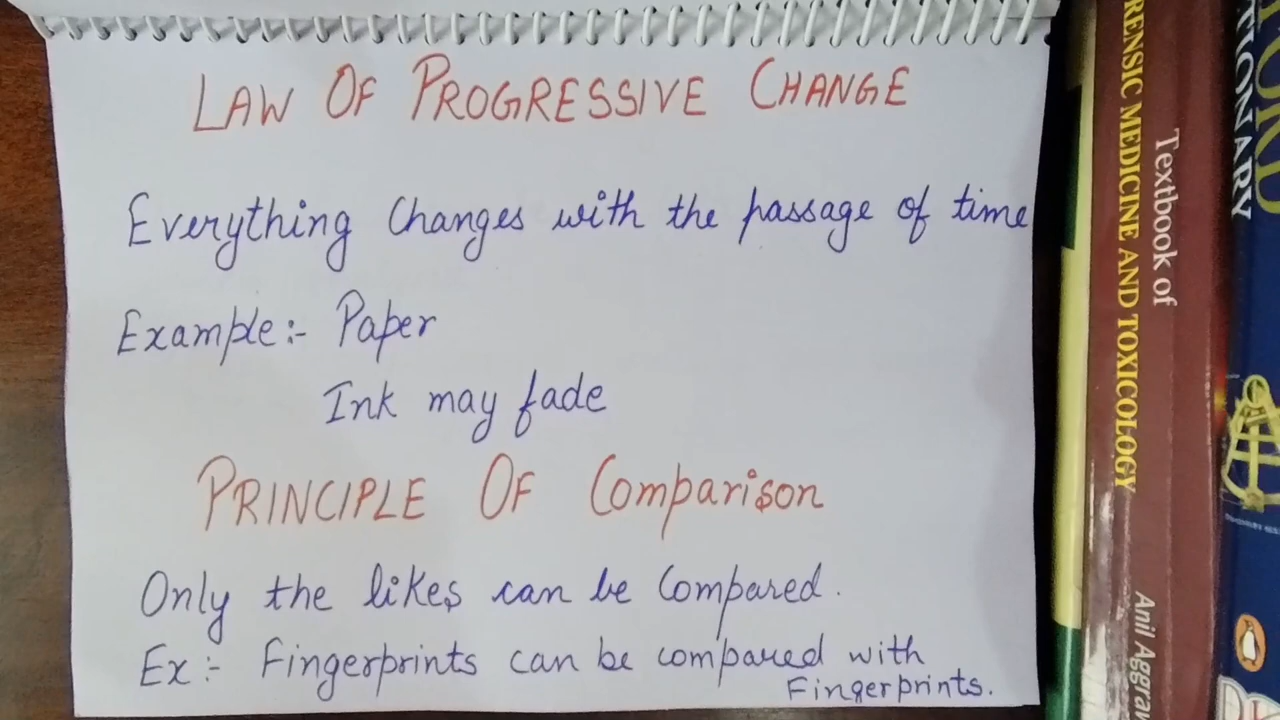 LAW OF PROGRESSIVE CHANGE
Everything Changes with the passage of time
Example:- Paper
Ink may fade
PRINCIPLE OF Comparison
Only the likes can be Compared.
Ex:- Fingerprints can be compared with
Fingerprints.
Textbook of
RENSIC MEDICINE AND TOXICOLOGY
Anil Aggraw
TIONARY